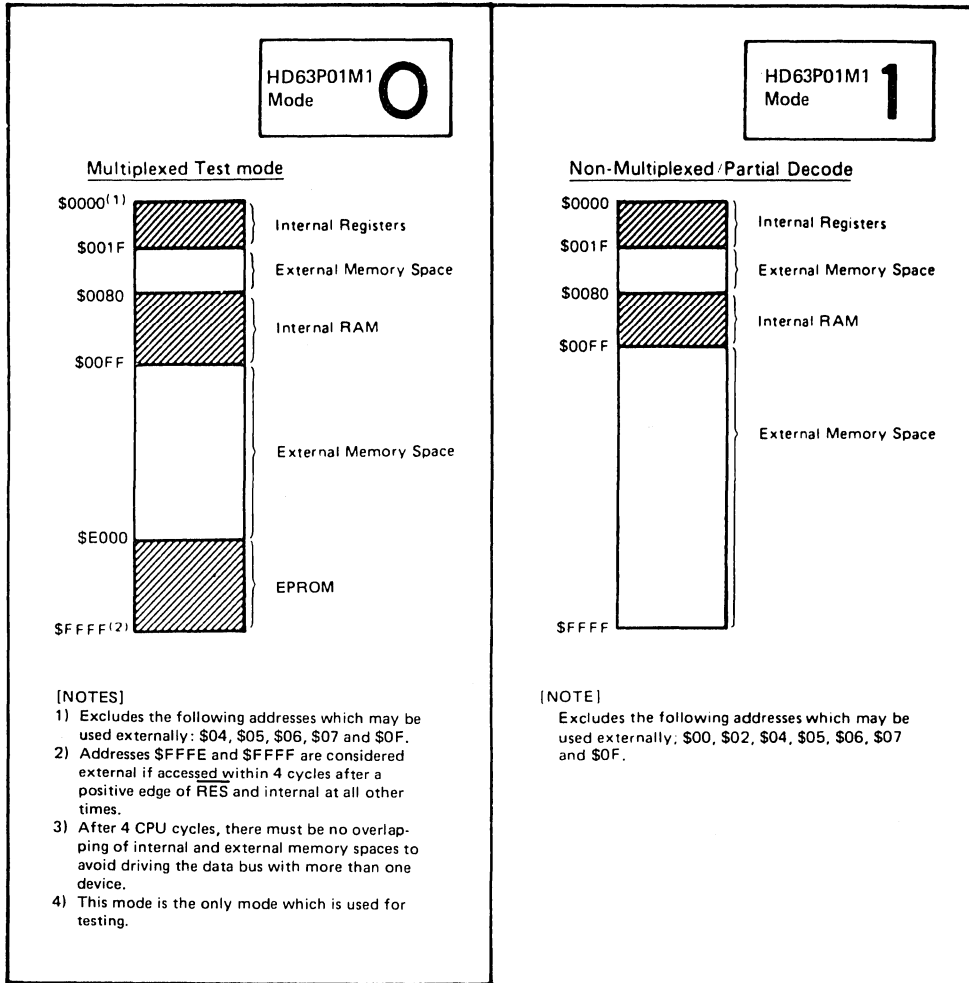 HD63P01M1
Mode
0
Multiplexed Test mode
$0000(1)
Internal Registers
$001F
External Memory Space
$0080
Internal RAM
$00FF
External Memory Space
$E000
EPROM
$FFFF(2)
[NOTES]
1) Excludes the following addresses which may be
used externally: $04, $05, $06, $07 and $0F.
2) Addresses $FFFE and $FFFF are considered
external if accessed within 4 cycles after a
positive edge of RES and internal at all other
times.
3) After 4 CPU cycles, there must be no overlap-
ping of internal and external memory spaces to
avoid driving the data bus with more than one
device.
4) This mode is the only mode which is used for
testing.
HD63P01M1
Mode
1
Non-Multiplexed/Partial Decode
$0000
Internal Registers
$001F
External Memory Space
$0080
Internal RAM
$00FF
External Memory Space
$FFFF
[NOTE]
Excludes the following addresses which may be
used externally; $00, $02, $04, $05, $06, $07
and $0F.